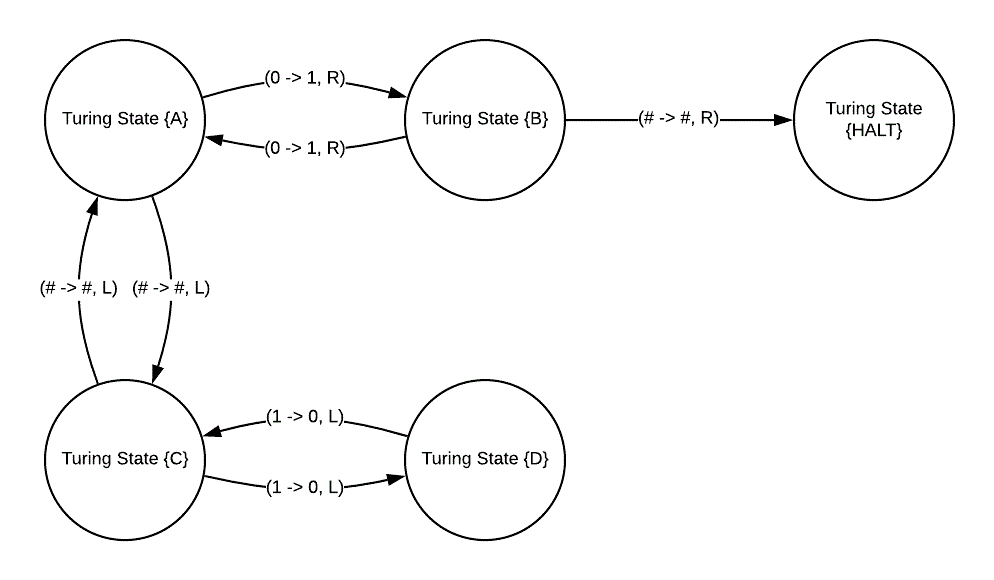 (0 -> 1, R)
Turing State {A}
Turing State {B}
(# -> #, R)
Turing State
{HALT}
(0 -> 1, R)
(# -> #, L)
(# -> #, L)
(1 -> 0, L)
Turing State {C}
Turing State {D}
(1 -> 0, L)